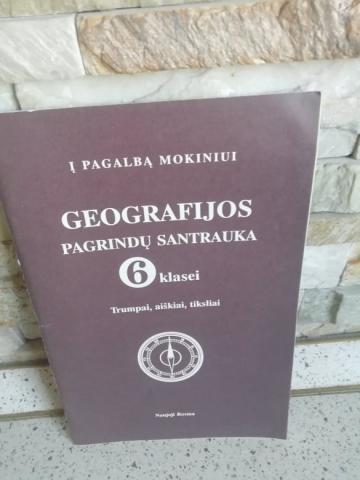 Į PAGALBĄ MOKINIUI
GEOGRAFIJOS
PAGRINDŲ SANTRAUKA
6 klasei
Trumpai, aiškiai, tiksliai
Naujoji Rosma